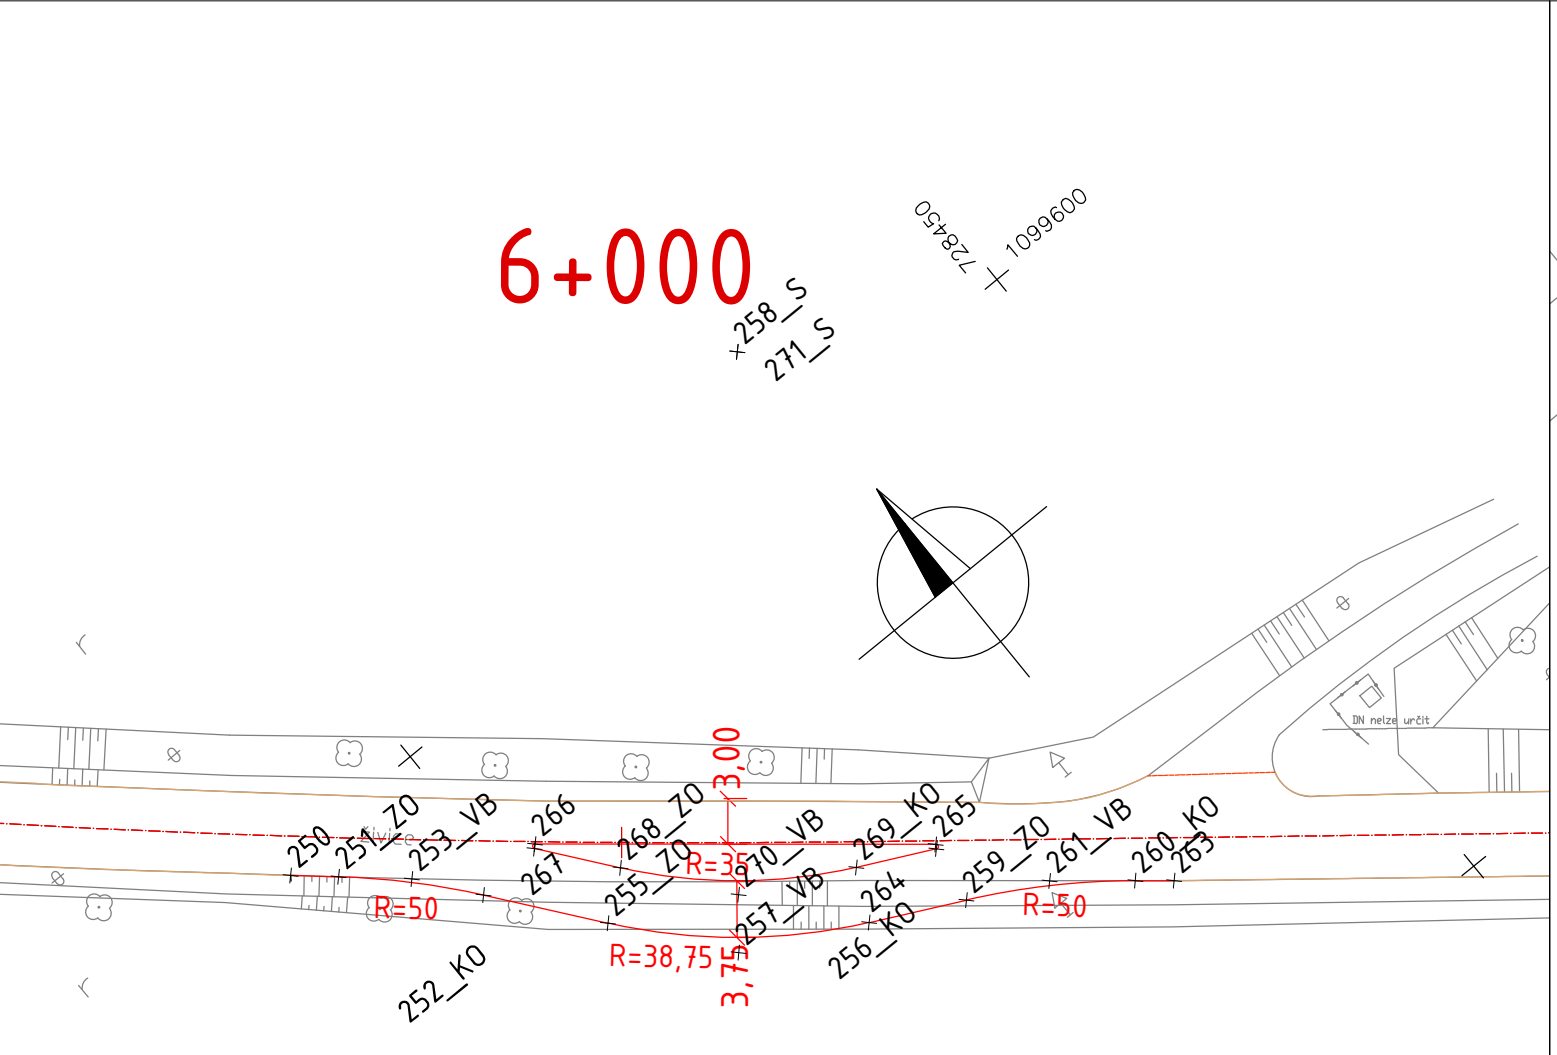 728450
1099600
6+000
258_S
271_S
DN nelze určit
3,00
250
251_ZO
živice
253_VB
266
267
268_ZO
R=35
270_VB
269_KO
265
255_ZO
257_VB
264
259_ZO
261_VB
260_KO
263
R=50
R=50
R=38,75
3,75
256_KO
252_KO